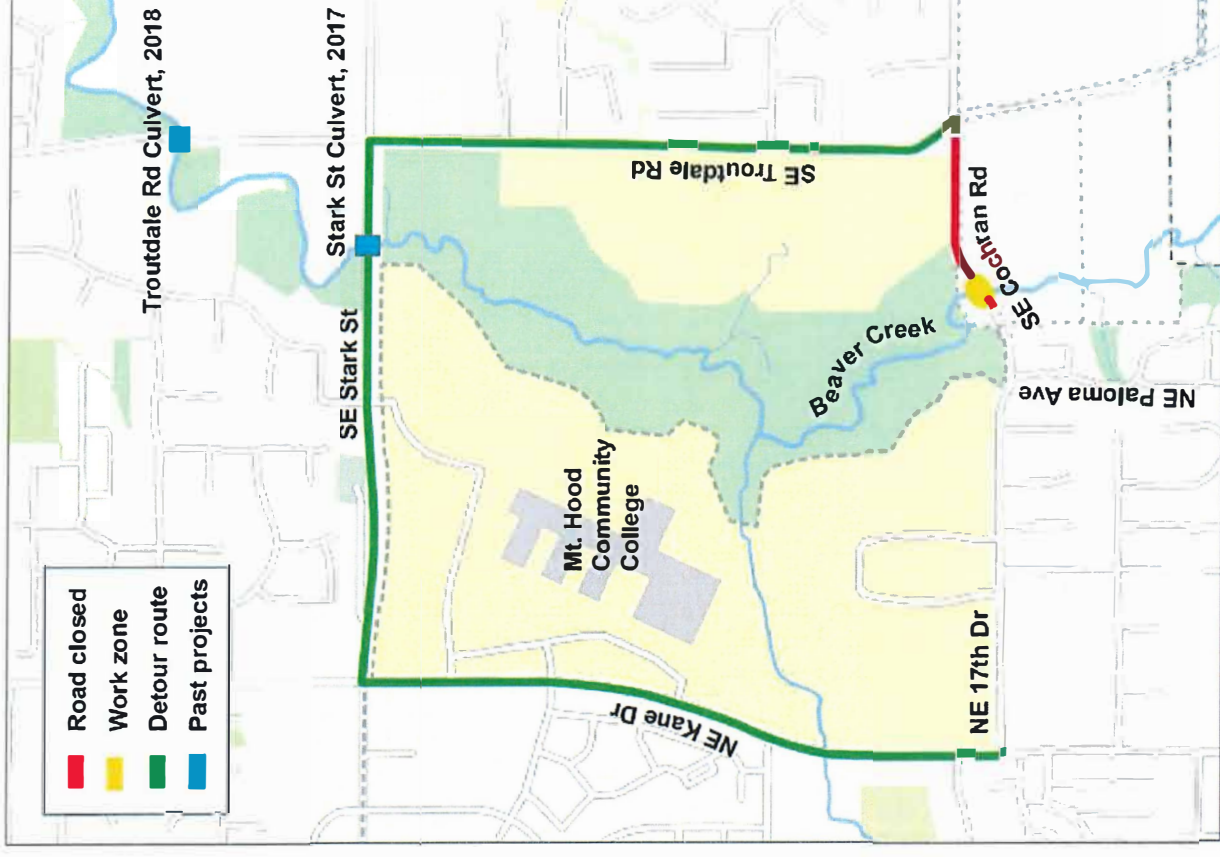 Road closed
Work zone
Detour route
Past projects
Troutdale Rd Culvert, 2018
Stark St Culvert, 2017
SE Stark St
SE Troutdale Rd
SE Cochran Rd
Beaver Creek
NE Paloma Ave
Mt. Hood
Community
College
NE Kane Dr
NE 17th Dr